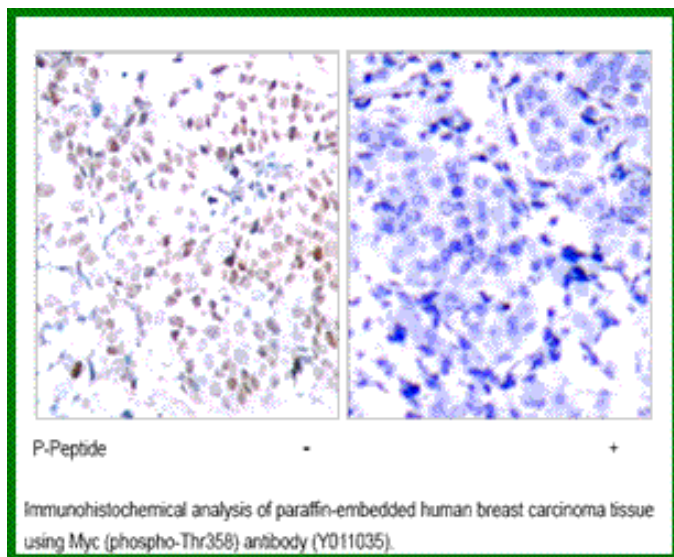 P-Peptide - +
Immunohistochemical analysis of paraffin-embedded human breast carcinoma tissue
using Myc (phospho-Thr358) antibody (Y011035).